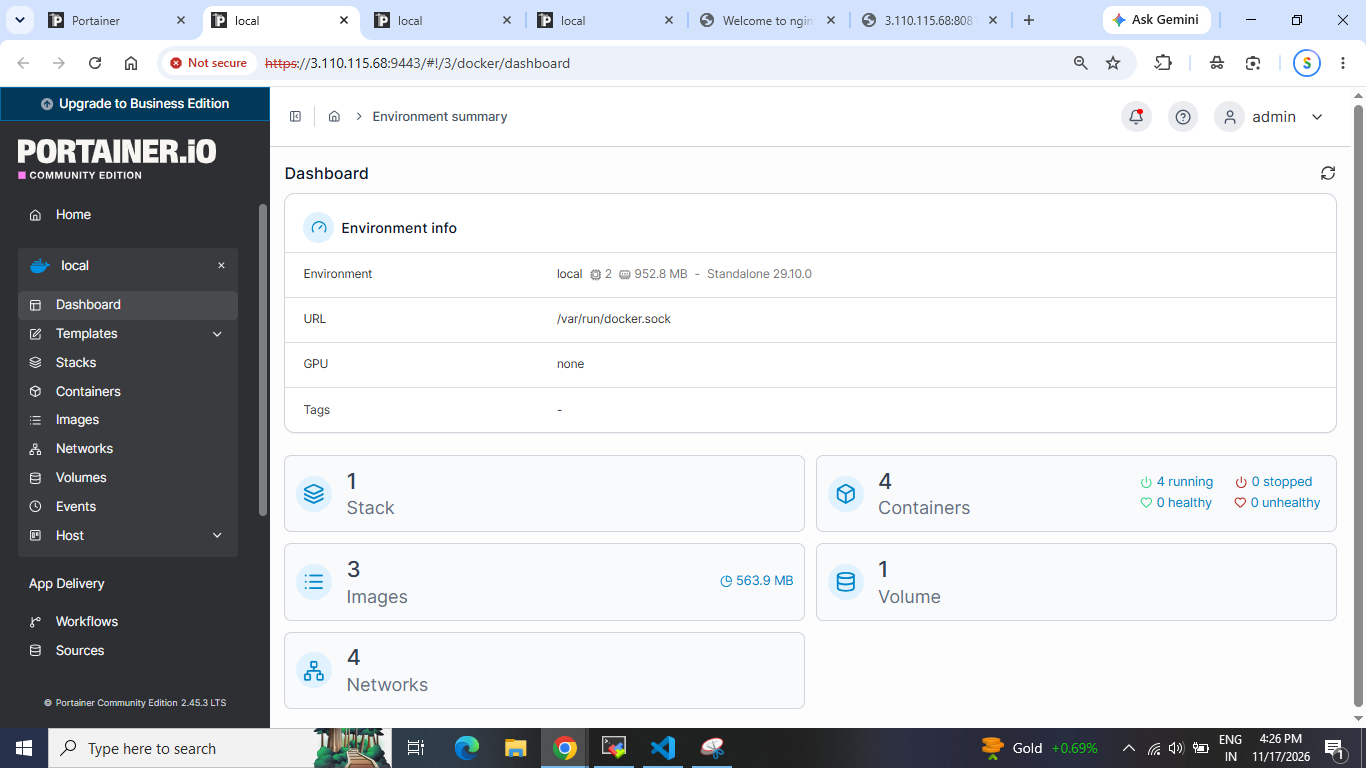 Portainer
local
local
local
Welcome to ngin
3.110.115.68:808
Ask Gemini
Not secure
https://3.110.115.68:9443/#!/3/docker/dashboard
S
Upgrade to Business Edition
PORTAINER.iO
COMMUNITY EDITION
Home
local
Dashboard
Templates
Stacks
Containers
Images
Networks
Volumes
Events
Host
App Delivery
Workflows
Sources
© Portainer Community Edition 2.45.3 LTS
Environment summary
admin
Dashboard
Environment info
Environment local 2 952.8 MB - Standalone 29.10.0
URL /var/run/docker.sock
GPU none
Tags -
1
Stack
4
Containers
4 running 0 stopped
0 healthy 0 unhealthy
3
Images
563.9 MB
1
Volume
4
Networks
Type here to search
Gold +0.69%
ENG
IN
4:26 PM
11/17/2026
1